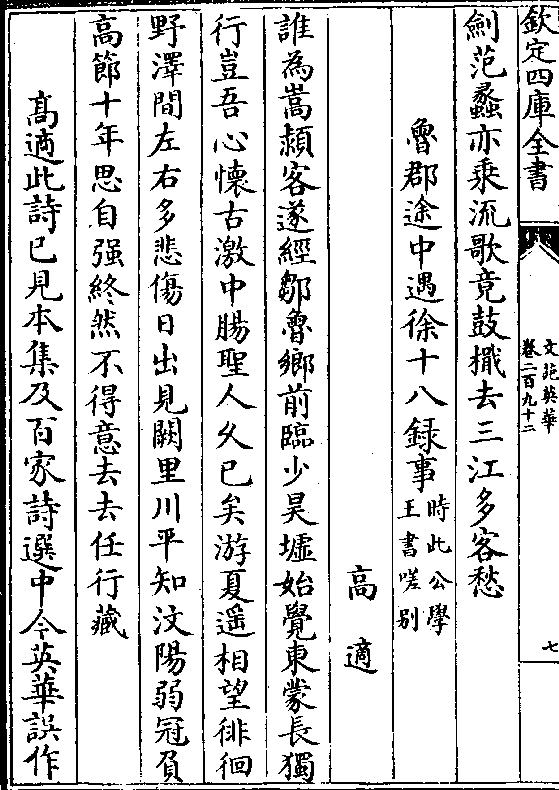 欽定四庫全書
文苑英華
卷二百九十二
七
劍范蠡亦乘流歌竟鼓檝去三江多客愁
魯郡途中遇徐十八録事時此公學
王書嗟别
高適
誰為嵩潁客遂經鄒魯鄉前臨少昊墟始覺東蒙長獨
行豈吾心懷古激中腸聖人久已矣游夏遥相望徘徊
野澤間左右多悲傷日出見闕里川平知汶陽弱冠負
高節十年思自强終然不得意去去任行藏
高適此詩已見本集及百家詩選中今英華誤作